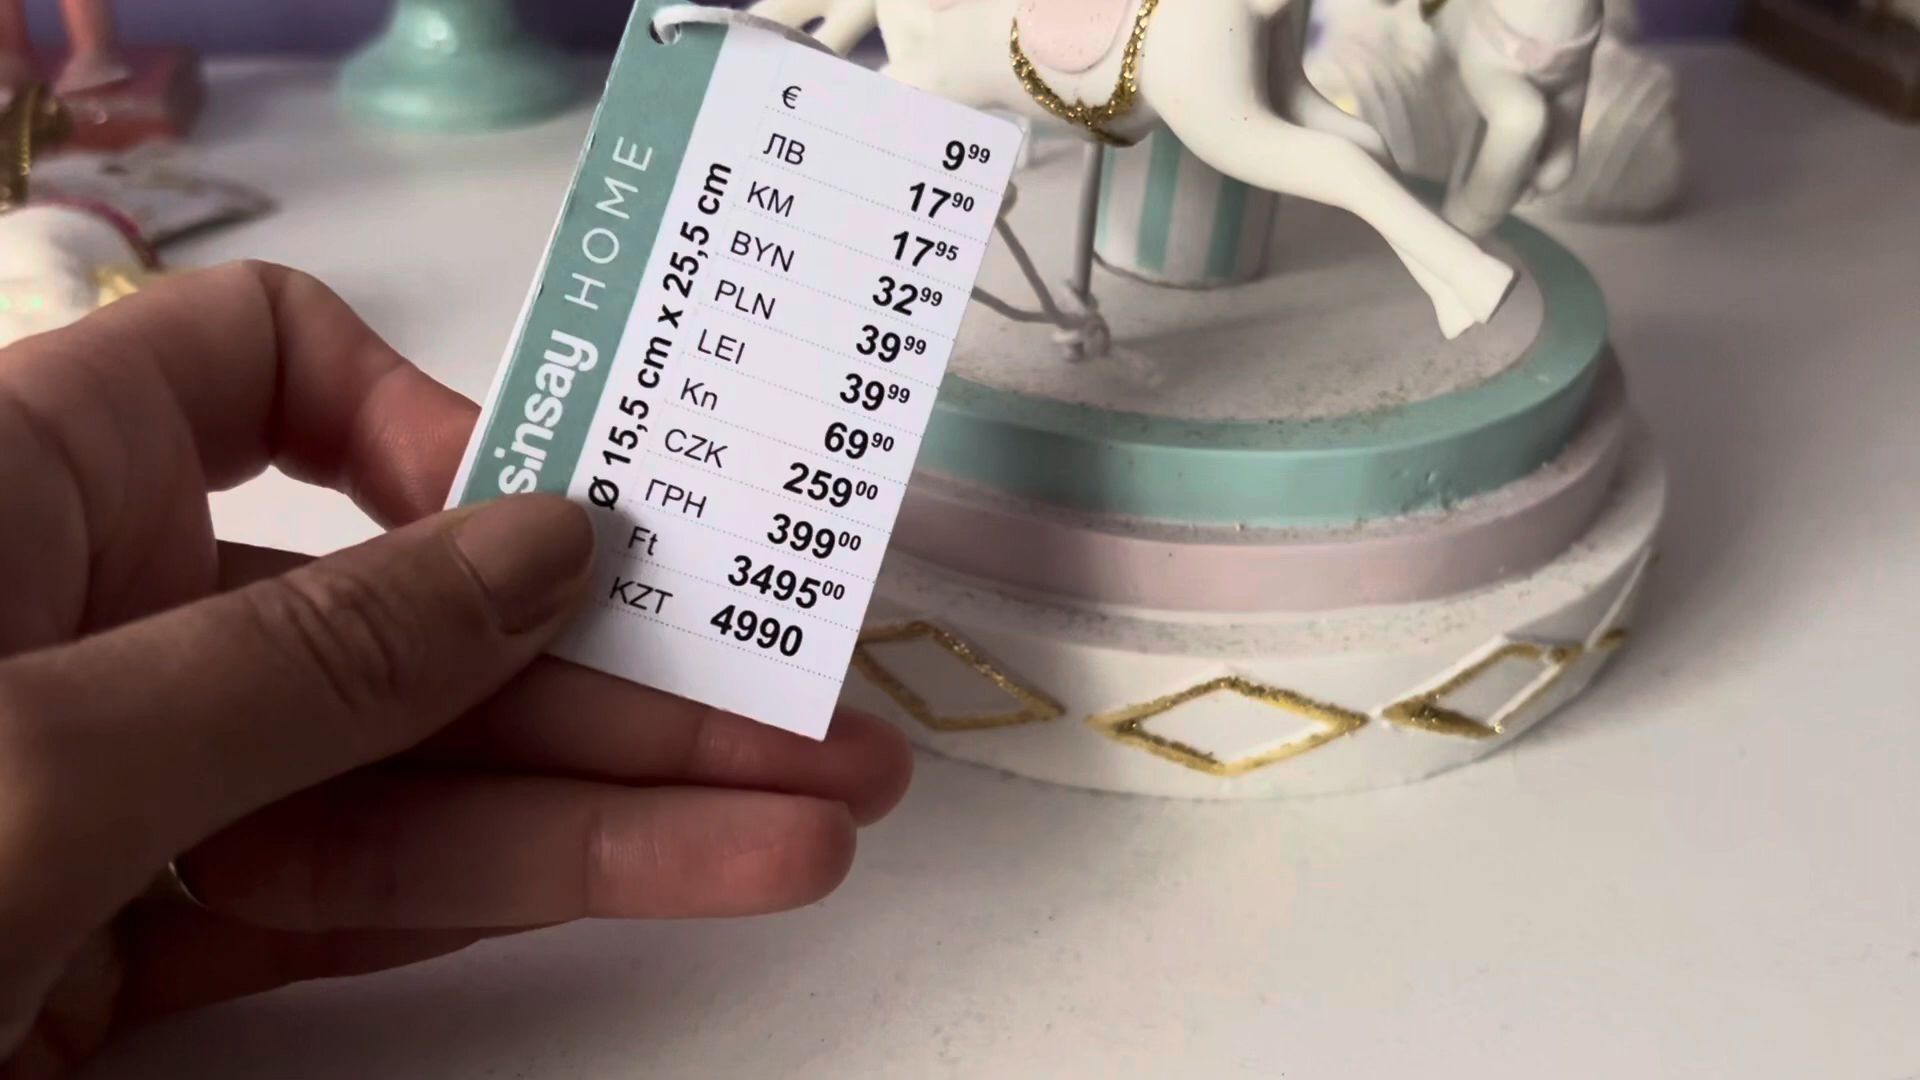 sinsay HOME
Ø 15,5 cm x 25,5 cm
€ 9⁹⁹
ЛВ 17⁹⁰
KM 17⁹⁵
BYN 32⁹⁹
PLN 39⁹⁹
LEI 39⁹⁹
Kn 69⁹⁰
CZK 259⁰⁰
ГРН 399⁰⁰
Ft 3495⁰⁰
KZT 4990